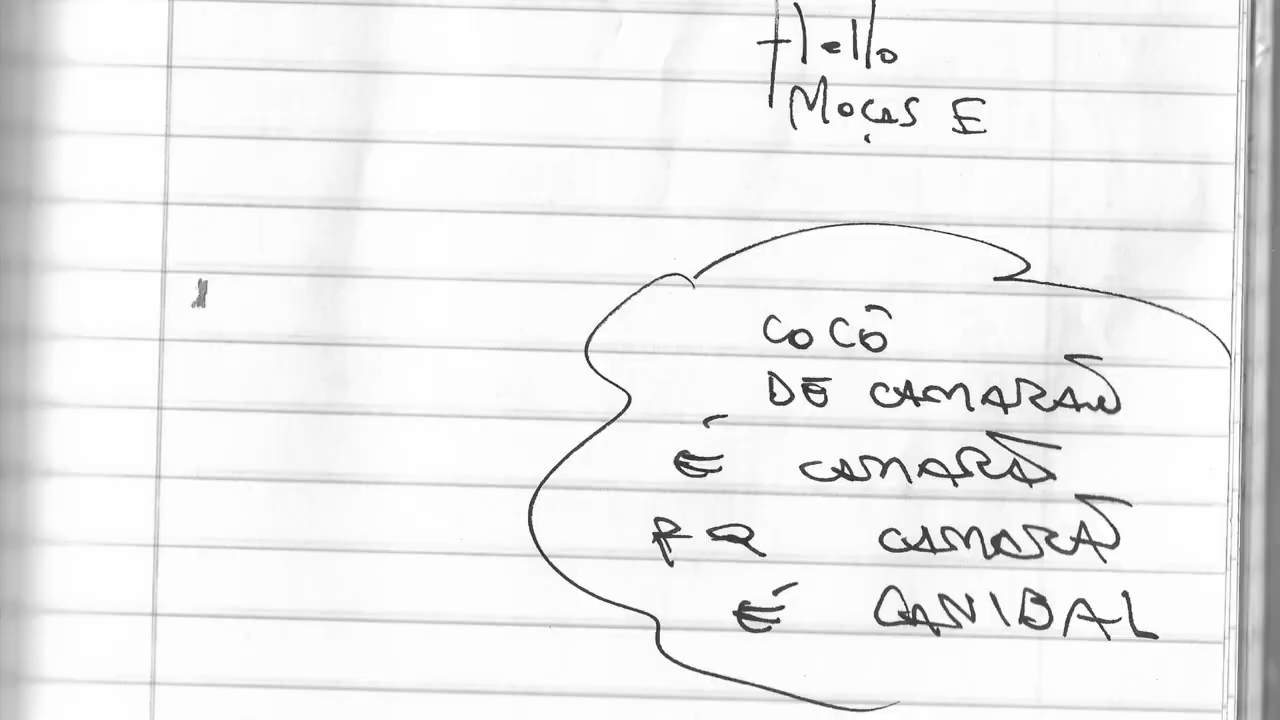 Hello
Moças E
COCÔ
DE CAMARÃO
É CAMARÃO
PQ CAMARÃO
É CANIBAL